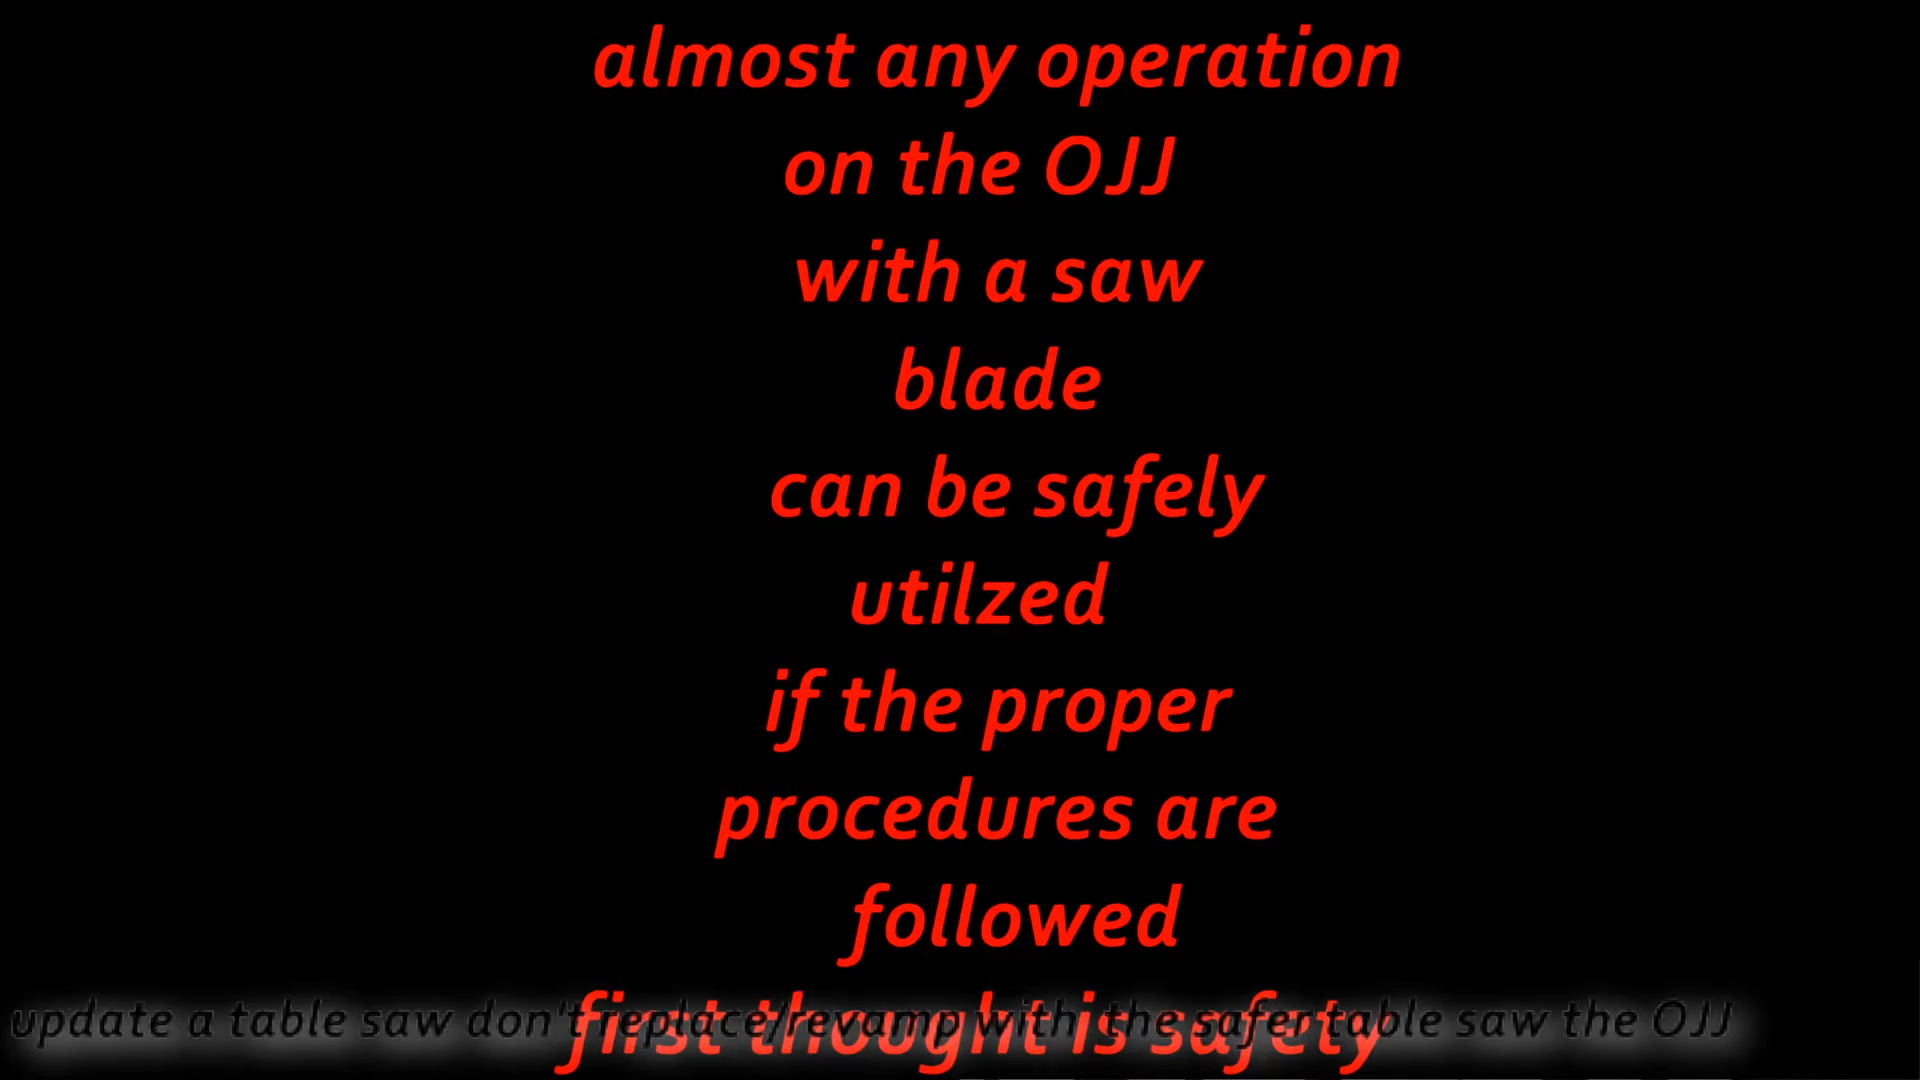 almost any operation
on the OJJ
with a saw
blade
can be safely
utilzed
if the proper
procedures are
followed
first thought is safety
update a table saw don't replace/revamp with the safer table saw the OJJ